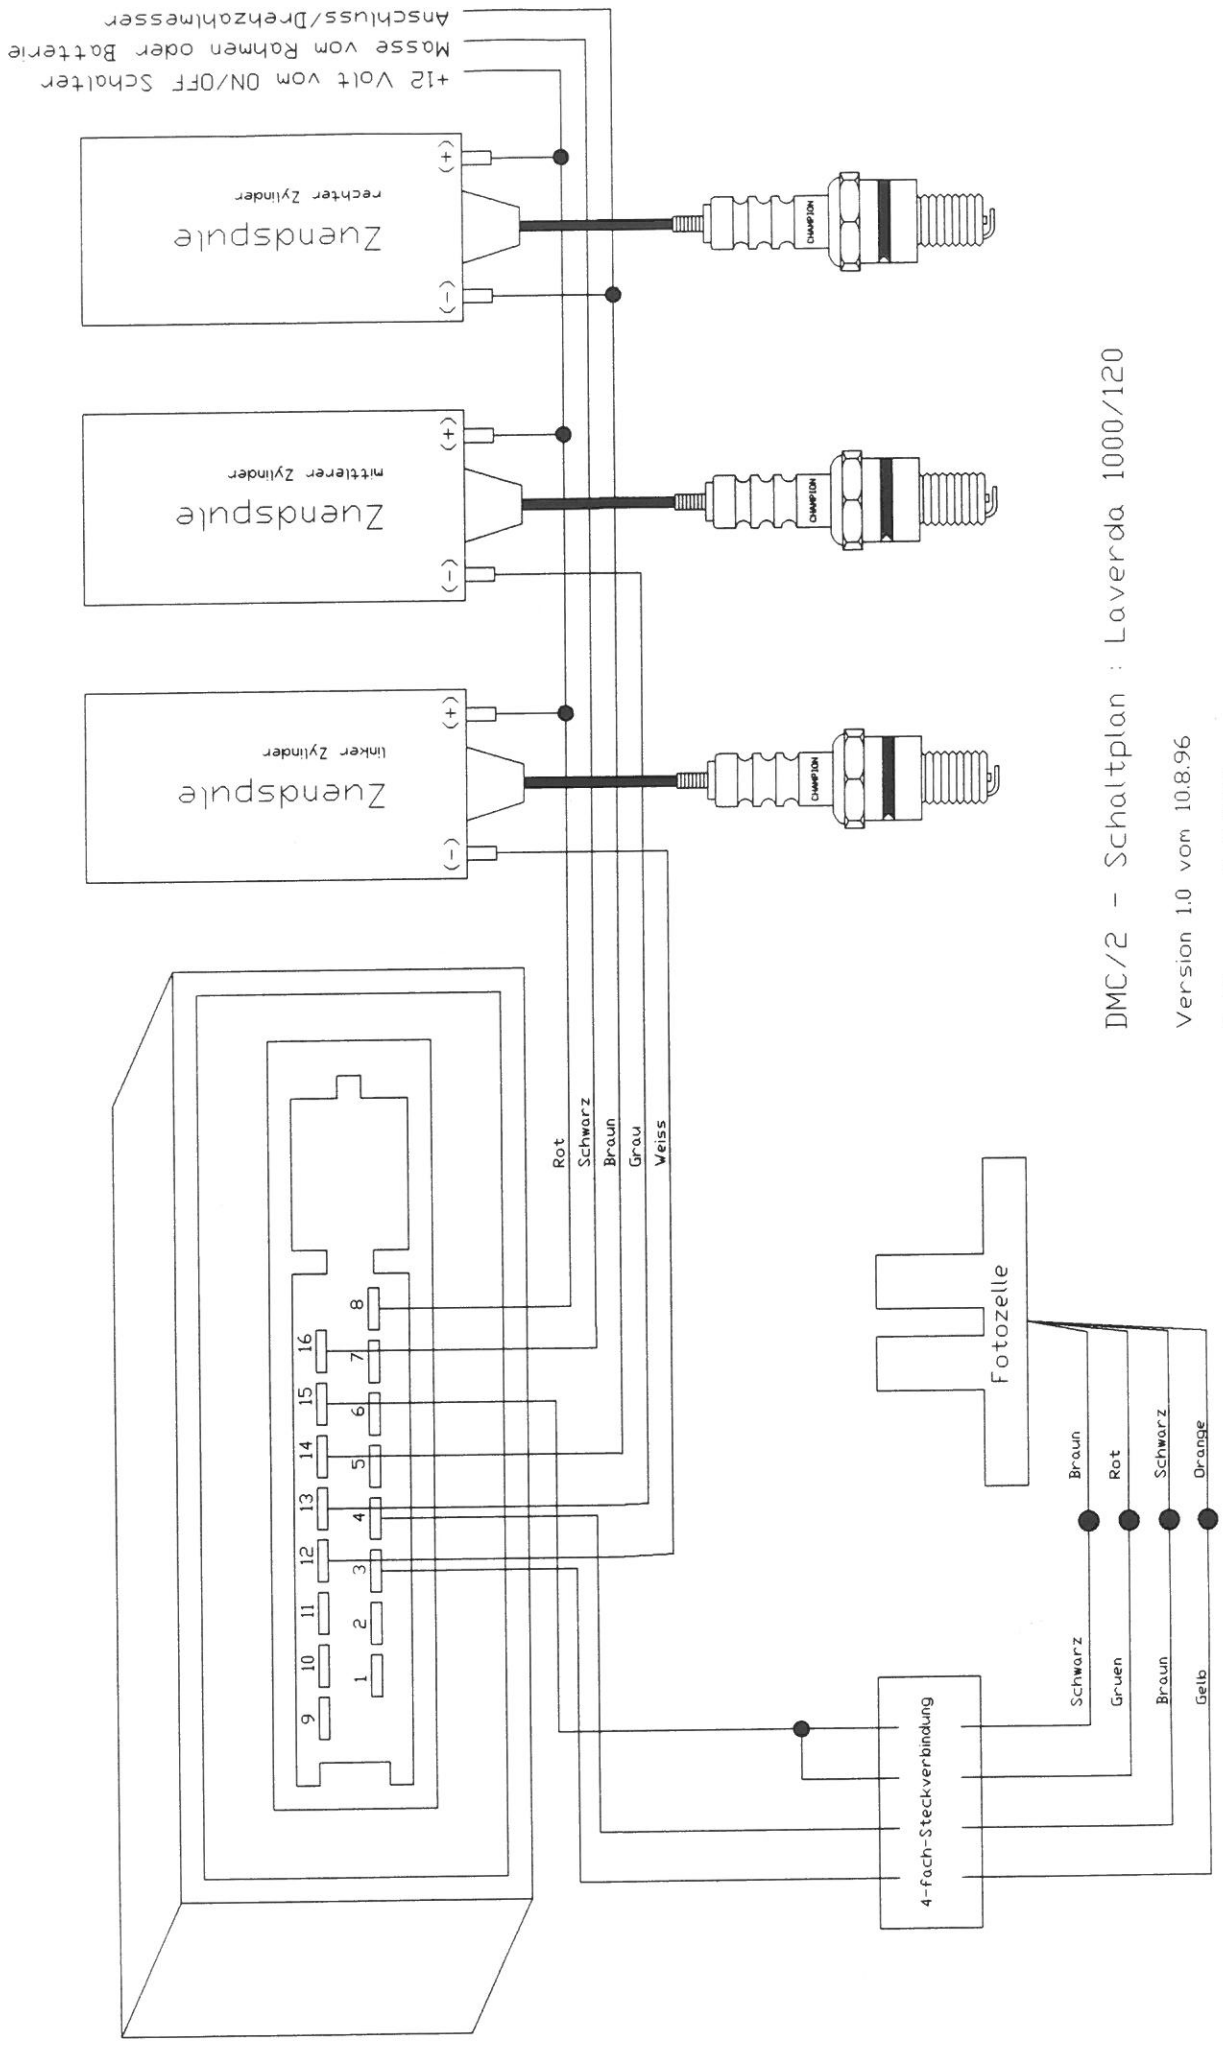 Anschluss/Drehzahlmesser
Masse vom Rahmen oder Batterie
+12 Volt vom ON/OFF Schalter
Zuendspule
rechter Zylinder
(+)
(-)
CHAMPION
Zuendspule
mittlerer Zylinder
(+)
(-)
CHAMPION
Zuendspule
linker Zylinder
(+)
(-)
CHAMPION
Rot
Schwarz
Braun
Grau
Weiss
9 10 11 12 13 14 15 16
1 2 3 4 5 6 7 8
Fotozelle
Braun
Rot
Schwarz
Orange
Schwarz
Gruen
Braun
Gelb
4-fach-Steckverbindung
DMC/2 - Schaltplan : Laverda 1000/120
Version 1.0 vom 10.8.96